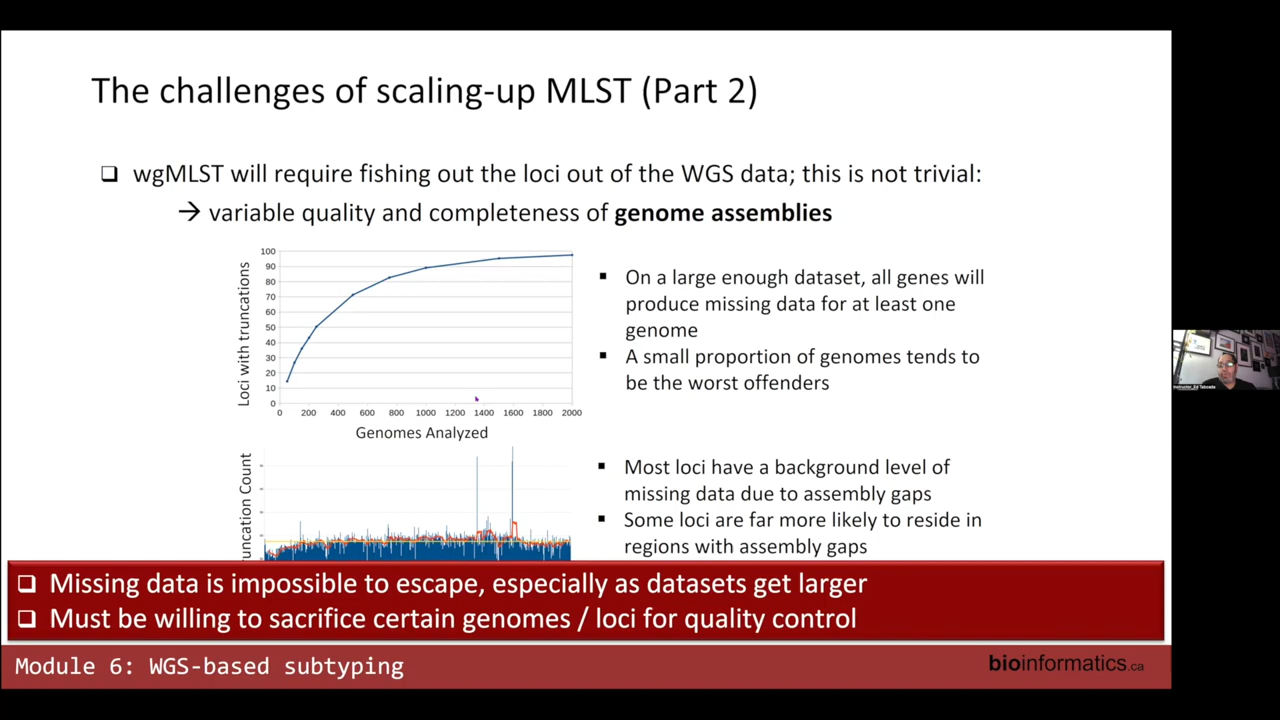 The challenges of scaling-up MLST (Part 2)
wgMLST will require fishing out the loci out of the WGS data; this is not trivial:
→ variable quality and completeness of genome assemblies
Loci with truncations
100
90
80
70
60
50
40
30
20
10
0
0 200 400 600 800 1000 1200 1400 1600 1800 2000
Genomes Analyzed
On a large enough dataset, all genes will
produce missing data for at least one
genome
A small proportion of genomes tends to
be the worst offenders
runcation Count
Most loci have a background level of
missing data due to assembly gaps
Some loci are far more likely to reside in
regions with assembly gaps
Missing data is impossible to escape, especially as datasets get larger
Must be willing to sacrifice certain genomes / loci for quality control
Module 6: WGS-based subtyping
bioinformatics.ca
Instructor_Ed Taboada